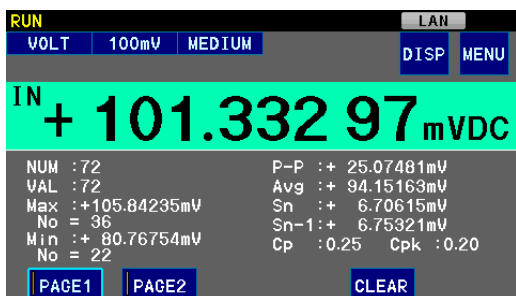 RUN LAN
VOLT 100mV MEDIUM
DISP MENU
IN + 101.332 97 mVDC
NUM :72 P-P :+ 25.07481mV
VAL :72 Avg :+ 94.15163mV
Max :+105.84235mV Sn :+ 6.70615mV
No = 36 Sn-1:+ 6.75321mV
Min :+ 80.76754mV Cp :0.25 Cpk :0.20
No = 22
PAGE1 PAGE2 CLEAR